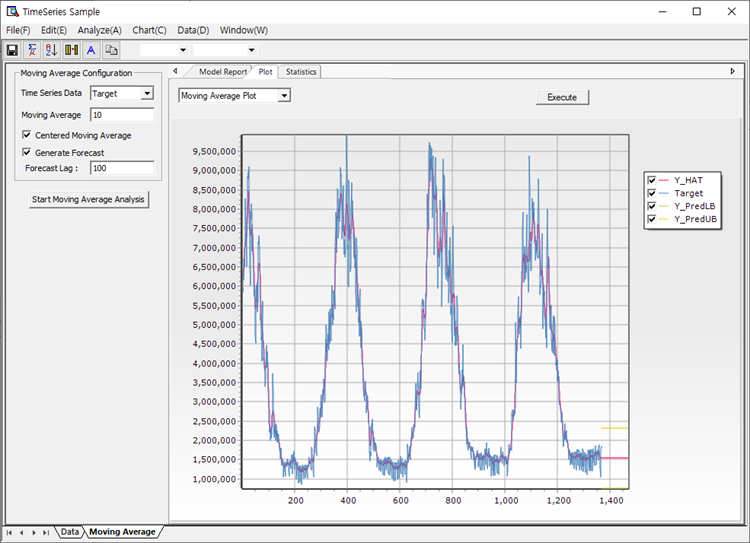 TimeSeries Sample
File(F) Edit(E) Analyze(A) Chart(C) Data(D) Window(W)
Moving Average Configuration
Time Series Data Target
Moving Average 10
Centered Moving Average
Generate Forecast
Forecast Lag : 100
Start Moving Average Analysis
Model Report Plot Statistics
Moving Average Plot Execute
9,500,000
9,000,000
8,500,000
8,000,000
7,500,000
7,000,000
6,500,000
6,000,000
5,500,000
5,000,000
4,500,000
4,000,000
3,500,000
3,000,000
2,500,000
2,000,000
1,500,000
1,000,000
200 400 600 800 1,000 1,200 1,400
Y_HAT
Target
Y_PredLB
Y_PredUB
Data Moving Average